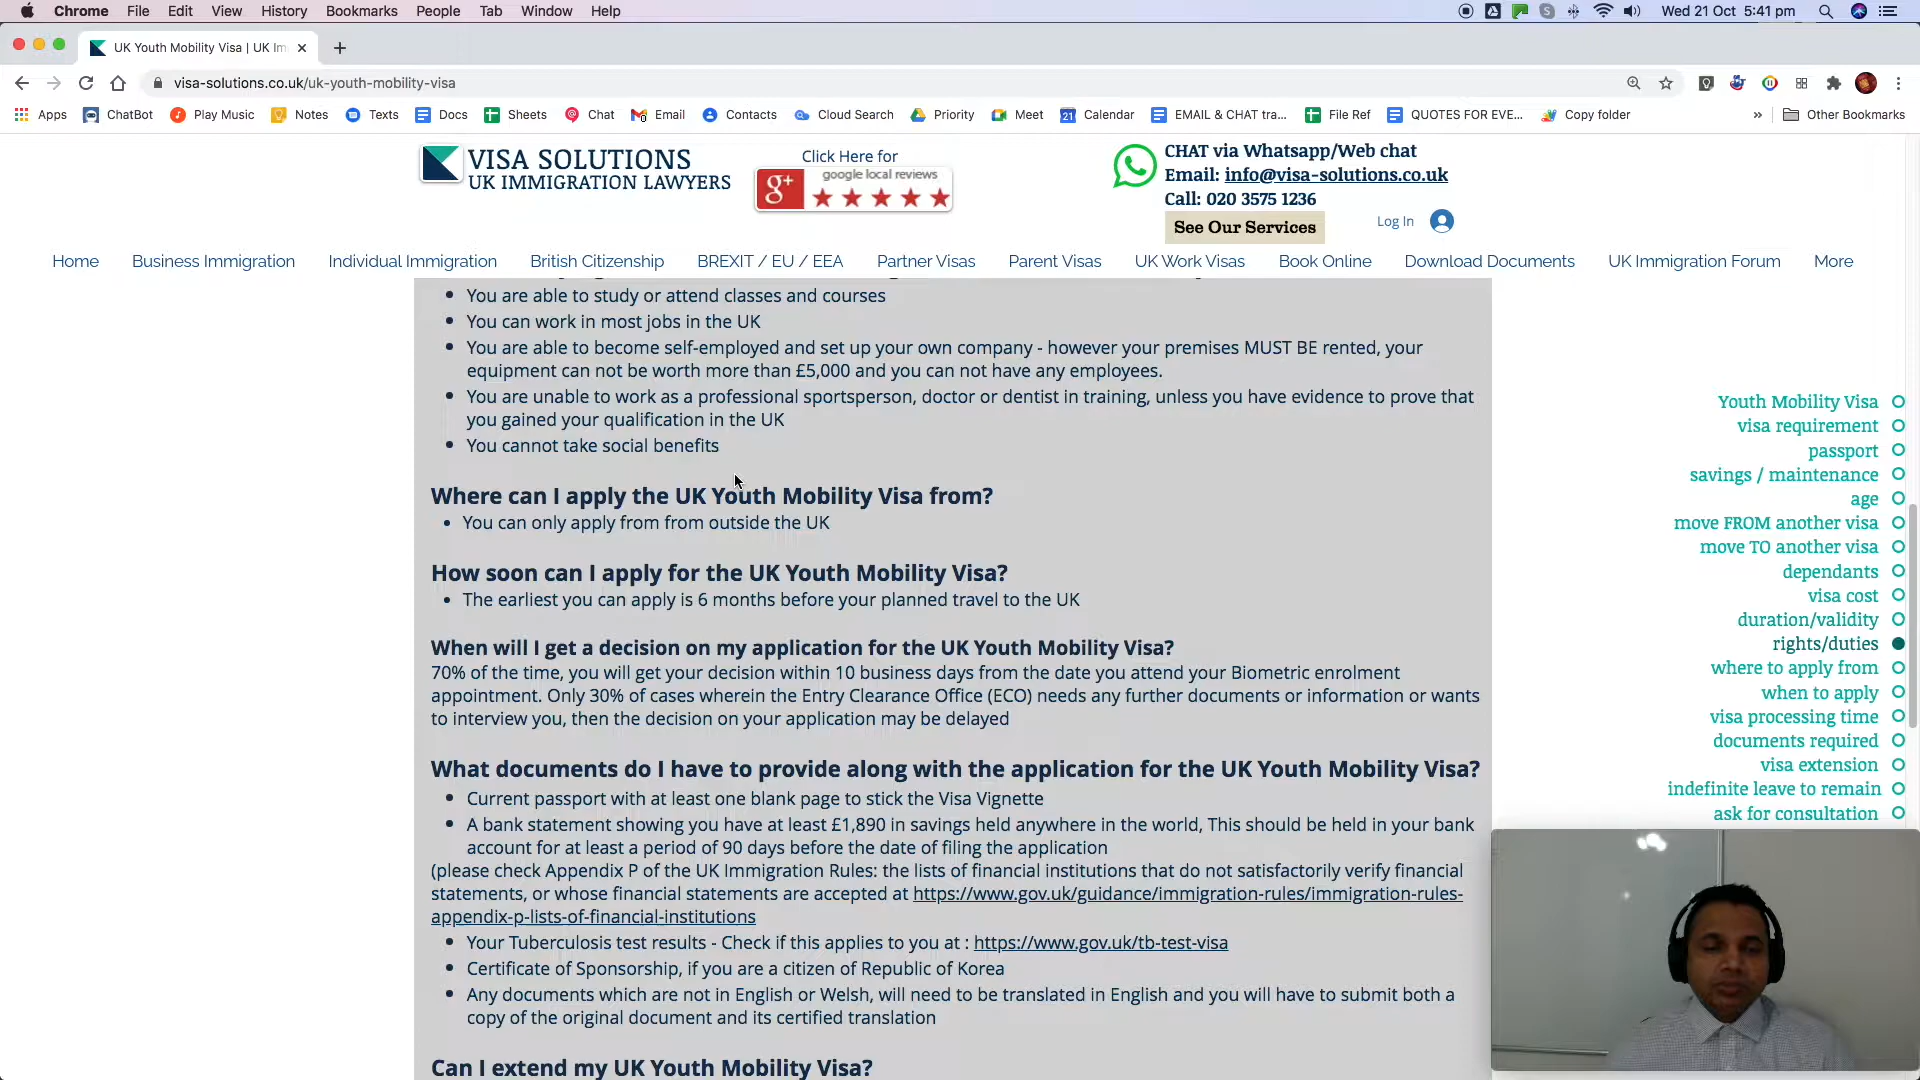 Chrome File Edit View History Bookmarks People Tab Window Help Wed 21 Oct 5:41 pm
UK Youth Mobility Visa | UK Im
visa-solutions.co.uk/uk-youth-mobility-visa
Apps ChatBot Play Music Notes Texts Docs Sheets Chat Email Contacts Cloud Search Priority Meet Calendar EMAIL & CHAT tra... File Ref QUOTES FOR EVE... Copy folder » Other Bookmarks
VISA SOLUTIONS
UK IMMIGRATION LAWYERS
Click Here for
g+ google local reviews
CHAT via Whatsapp/Web chat
Email: info@visa-solutions.co.uk
Call: 020 3575 1236
See Our Services
Log In
Home Business Immigration Individual Immigration British Citizenship BREXIT / EU / EEA Partner Visas Parent Visas UK Work Visas Book Online Download Documents UK Immigration Forum More
• You are able to study or attend classes and courses
• You can work in most jobs in the UK
• You are able to become self-employed and set up your own company - however your premises MUST BE rented, your
equipment can not be worth more than £5,000 and you can not have any employees.
• You are unable to work as a professional sportsperson, doctor or dentist in training, unless you have evidence to prove that
you gained your qualification in the UK
• You cannot take social benefits
Where can I apply the UK Youth Mobility Visa from?
• You can only apply from from outside the UK
How soon can I apply for the UK Youth Mobility Visa?
• The earliest you can apply is 6 months before your planned travel to the UK
When will I get a decision on my application for the UK Youth Mobility Visa?
70% of the time, you will get your decision within 10 business days from the date you attend your Biometric enrolment
appointment. Only 30% of cases wherein the Entry Clearance Office (ECO) needs any further documents or information or wants
to interview you, then the decision on your application may be delayed
What documents do I have to provide along with the application for the UK Youth Mobility Visa?
• Current passport with at least one blank page to stick the Visa Vignette
• A bank statement showing you have at least £1,890 in savings held anywhere in the world, This should be held in your bank
account for at least a period of 90 days before the date of filing the application
(please check Appendix P of the UK Immigration Rules: the lists of financial institutions that do not satisfactorily verify financial
statements, or whose financial statements are accepted at https://www.gov.uk/guidance/immigration-rules/immigration-rules-
appendix-p-lists-of-financial-institutions
• Your Tuberculosis test results - Check if this applies to you at : https://www.gov.uk/tb-test-visa
• Certificate of Sponsorship, if you are a citizen of Republic of Korea
• Any documents which are not in English or Welsh, will need to be translated in English and you will have to submit both a
copy of the original document and its certified translation
Can I extend my UK Youth Mobility Visa?
Youth Mobility Visa
visa requirement
passport
savings / maintenance
age
move FROM another visa
move TO another visa
dependants
visa cost
duration/validity
rights/duties
where to apply from
when to apply
visa processing time
documents required
visa extension
indefinite leave to remain
ask for consultation